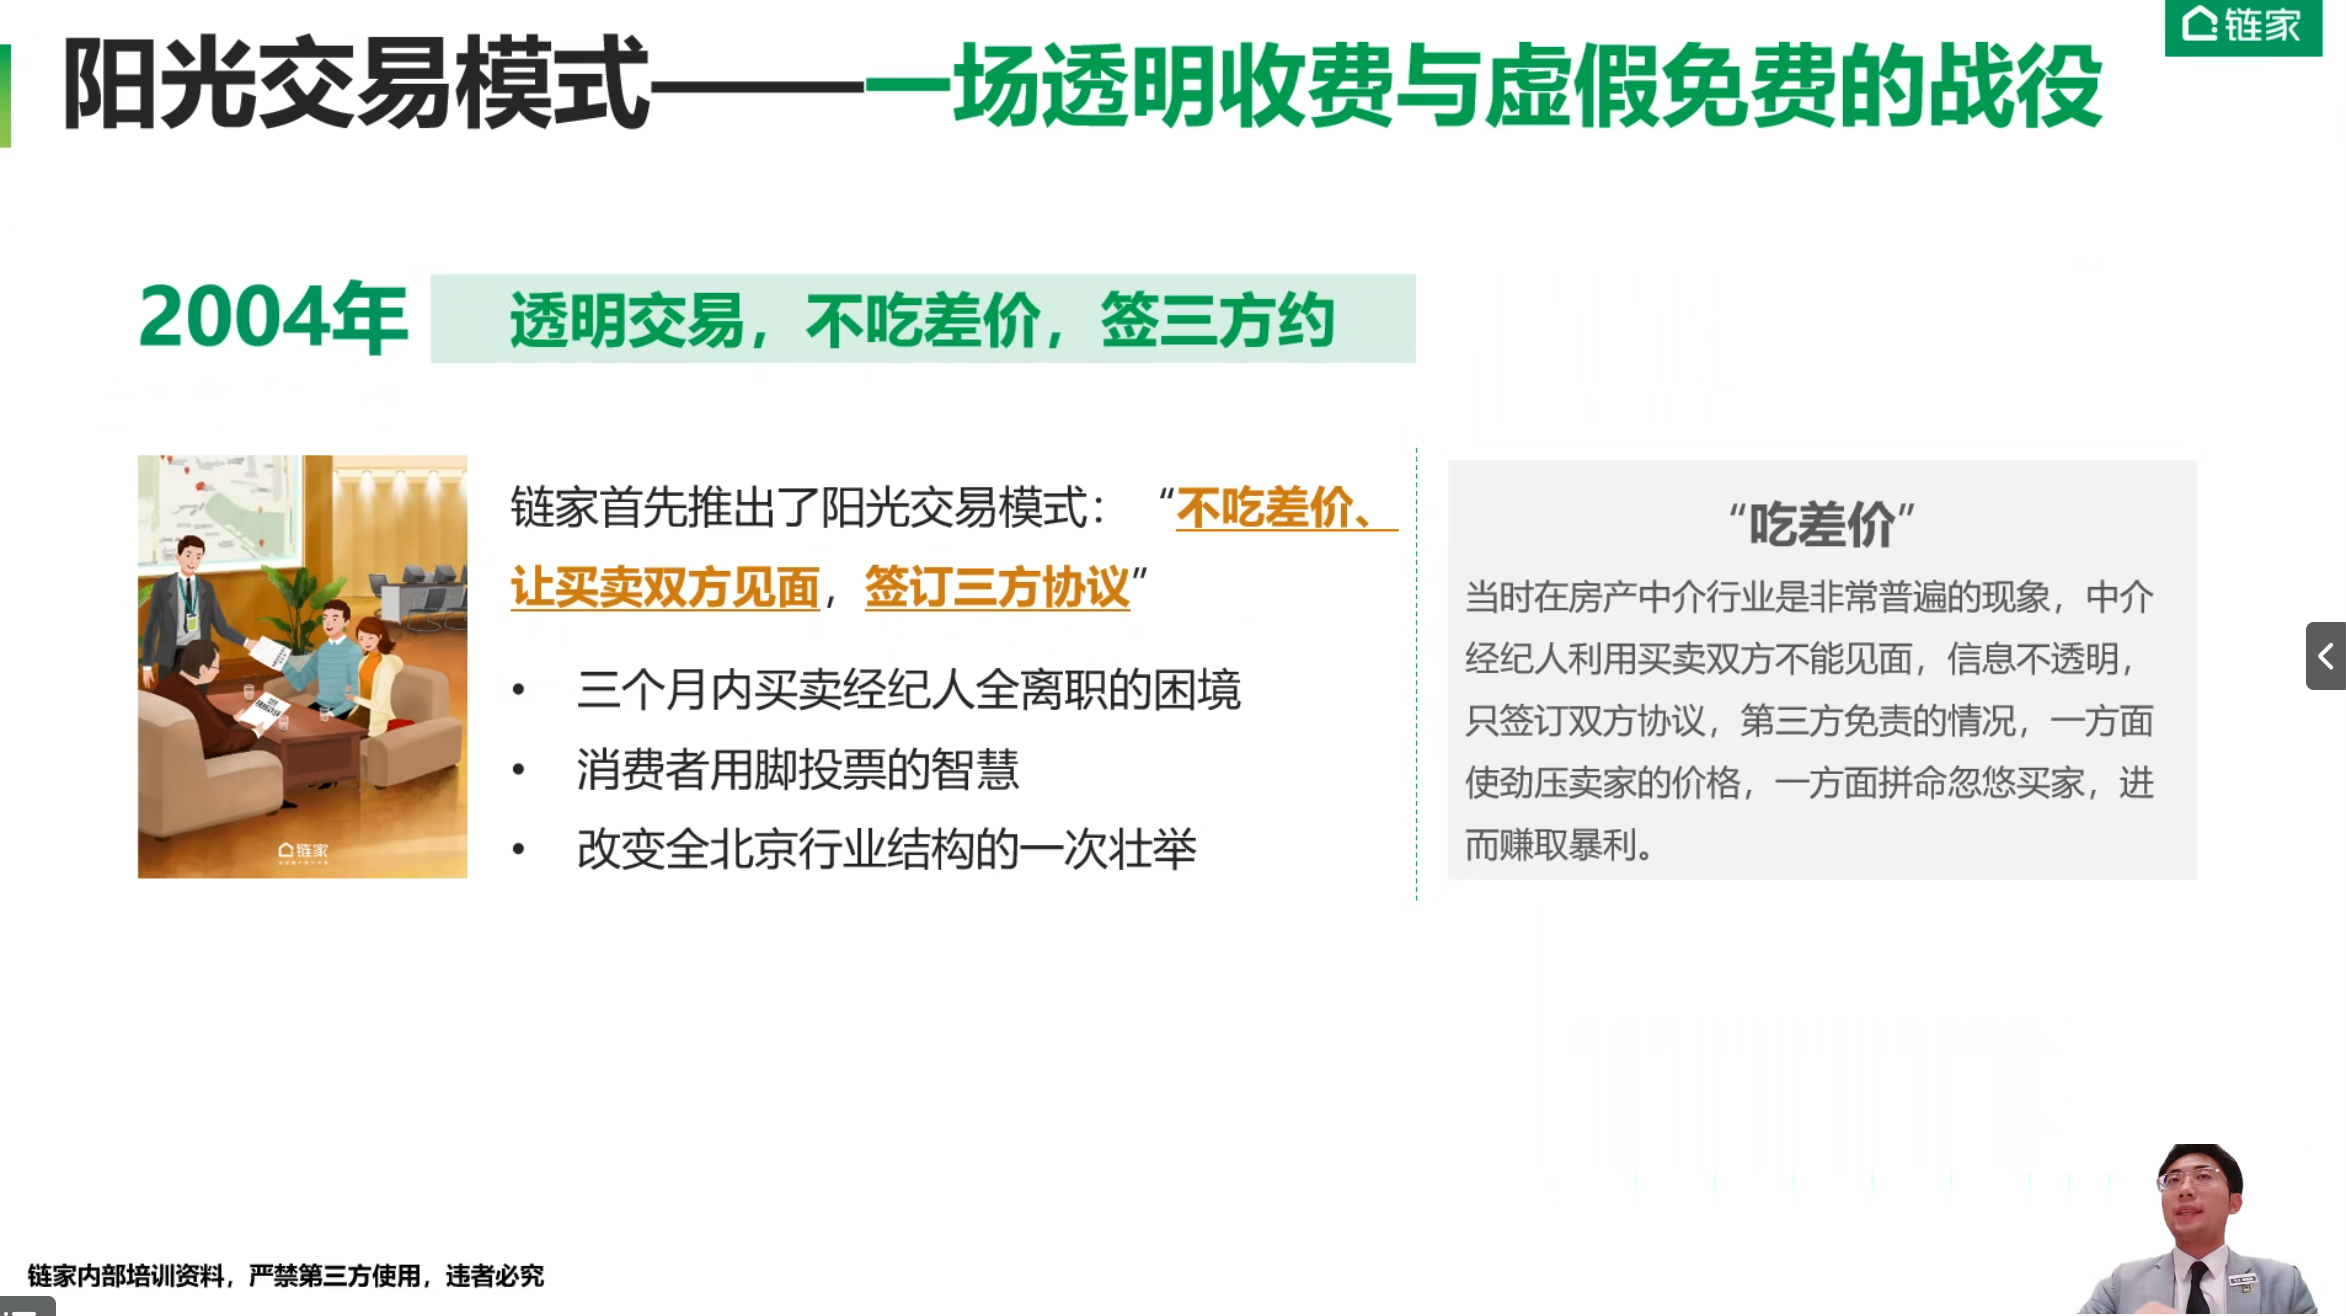 链家
阳光交易模式———一场透明收费与虚假免费的战役
2004年
透明交易，不吃差价，签三方约
链家首先推出了阳光交易模式：“不吃差价、
让买卖双方见面，签订三方协议”
• 三个月内买卖经纪人全离职的困境
• 消费者用脚投票的智慧
• 改变全北京行业结构的一次壮举
链家
“吃差价”
当时在房产中介行业是非常普遍的现象，中介
经纪人利用买卖双方不能见面，信息不透明，
只签订双方协议，第三方免责的情况，一方面
使劲压卖家的价格，一方面拼命忽悠买家，进
而赚取暴利。
链家内部培训资料，严禁第三方使用，违者必究